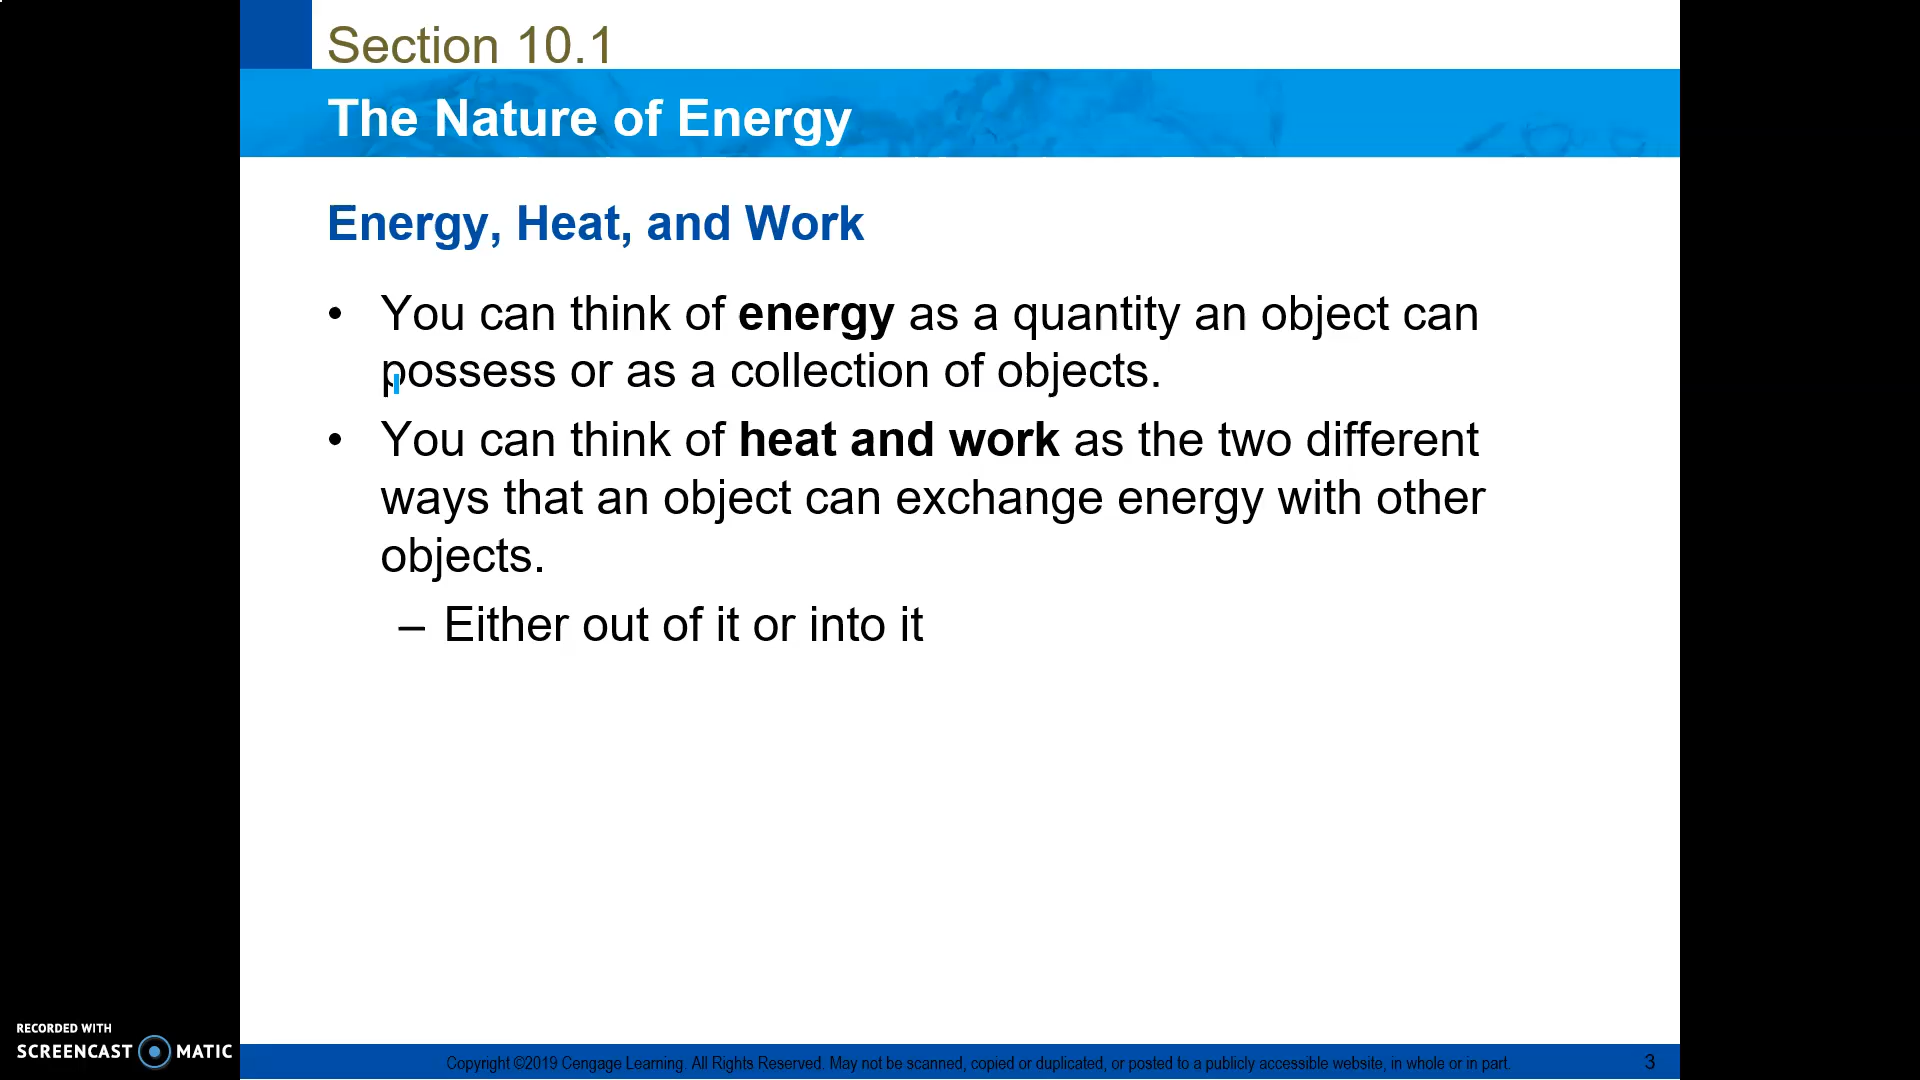 Section 10.1
The Nature of Energy
Energy, Heat, and Work
• You can think of energy as a quantity an object can
possess or as a collection of objects.
• You can think of heat and work as the two different
ways that an object can exchange energy with other
objects.
– Either out of it or into it
RECORDED WITH
SCREENCAST MATIC
Copyright ©2019 Cengage Learning. All Rights Reserved. May not be scanned, copied or duplicated, or posted to a publicly accessible website, in whole or in part.
3